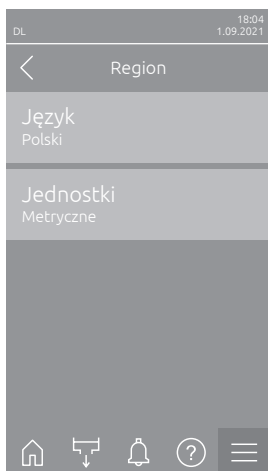 18:04
DL 1.09.2021
Region
Język
Polski
Jednostki
Metryczne
?